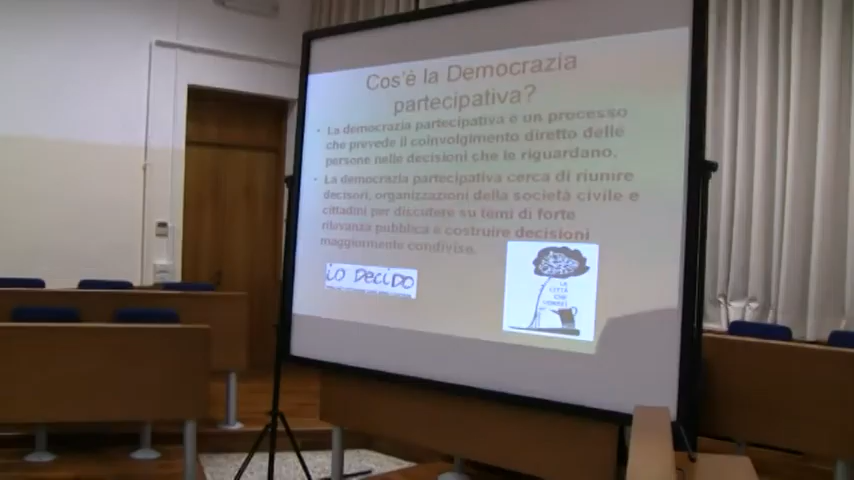 Cos'è la Democrazia
partecipativa?
• La democrazia partecipativa è un processo
che prevede il coinvolgimento diretto delle
persone nelle decisioni che le riguardano.
• La democrazia partecipativa cerca di riunire
decisori, organizzazioni della società civile e
cittadini per discutere su temi di forte
rilevanza pubblica e costruire decisioni
maggiormente condivise.
io DeciDo
LA
CITTÀ
CHE
VORREI